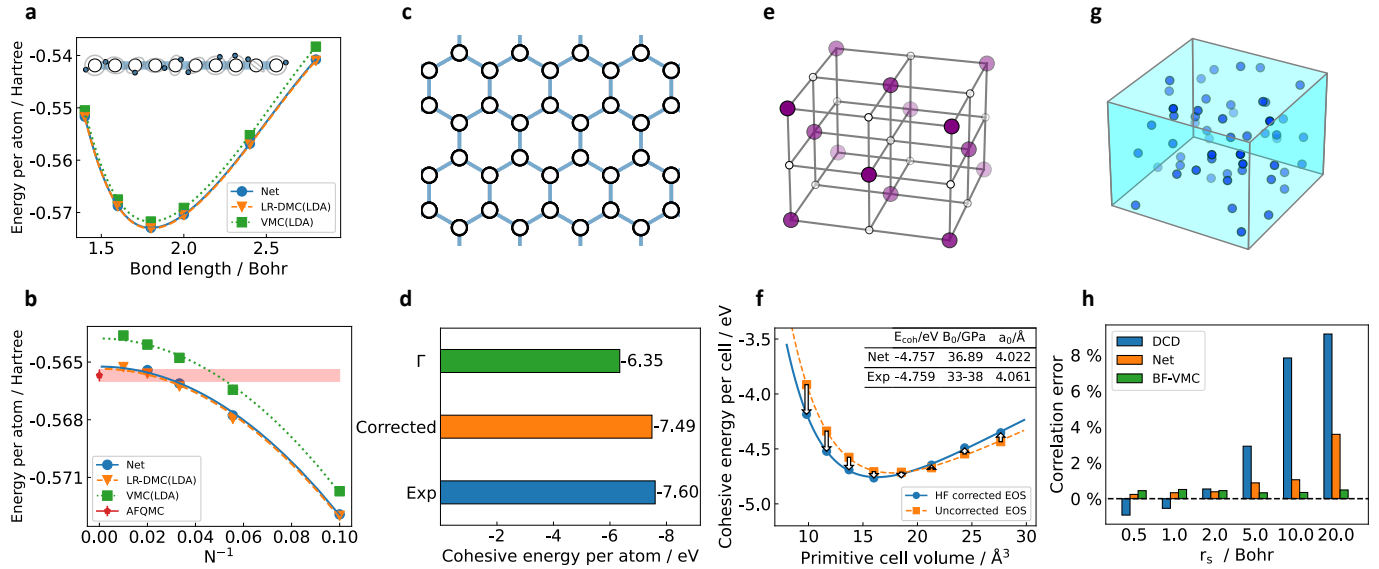 a
Energy per atom / Hartree
-0.54
-0.55
-0.56
-0.57
Net
LR-DMC(LDA)
VMC(LDA)
1.5
2.0
2.5
Bond length / Bohr
c
e
g
b
Energy per atom / Hartree
-0.565
-0.568
-0.571
Net
LR-DMC(LDA)
VMC(LDA)
AFQMC
0.00 0.02 0.04 0.06 0.08 0.10
N⁻¹
d
Γ
Corrected
Exp
-6.35
-7.49
-7.60
-2 -4 -6 -8
Cohesive energy per atom / eV
f
Cohesive energy per cell / eV
-3.5
-4.0
-4.5
-5.0
E_coh/eV B₀/GPa a₀/Å
Net -4.757 36.89 4.022
Exp -4.759 33-38 4.061
HF corrected EOS
Uncorrected EOS
10 15 20 25 30
Primitive cell volume / Å³
h
Correlation error
8 %
6 %
4 %
2 %
0 %
DCD
Net
BF-VMC
0.5 1.0 2.0 5.0 10.0 20.0
r_s / Bohr